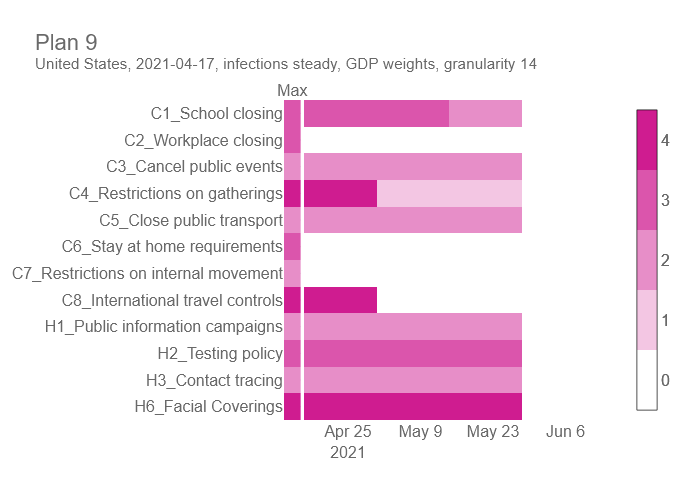 Plan 9
United States, 2021-04-17, infections steady, GDP weights, granularity 14
Max
C1_School closing
C2_Workplace closing
C3_Cancel public events
C4_Restrictions on gatherings
C5_Close public transport
C6_Stay at home requirements
C7_Restrictions on internal movement
C8_International travel controls
H1_Public information campaigns
H2_Testing policy
H3_Contact tracing
H6_Facial Coverings
Apr 25 May 9 May 23 Jun 6
2021
4
3
2
1
0